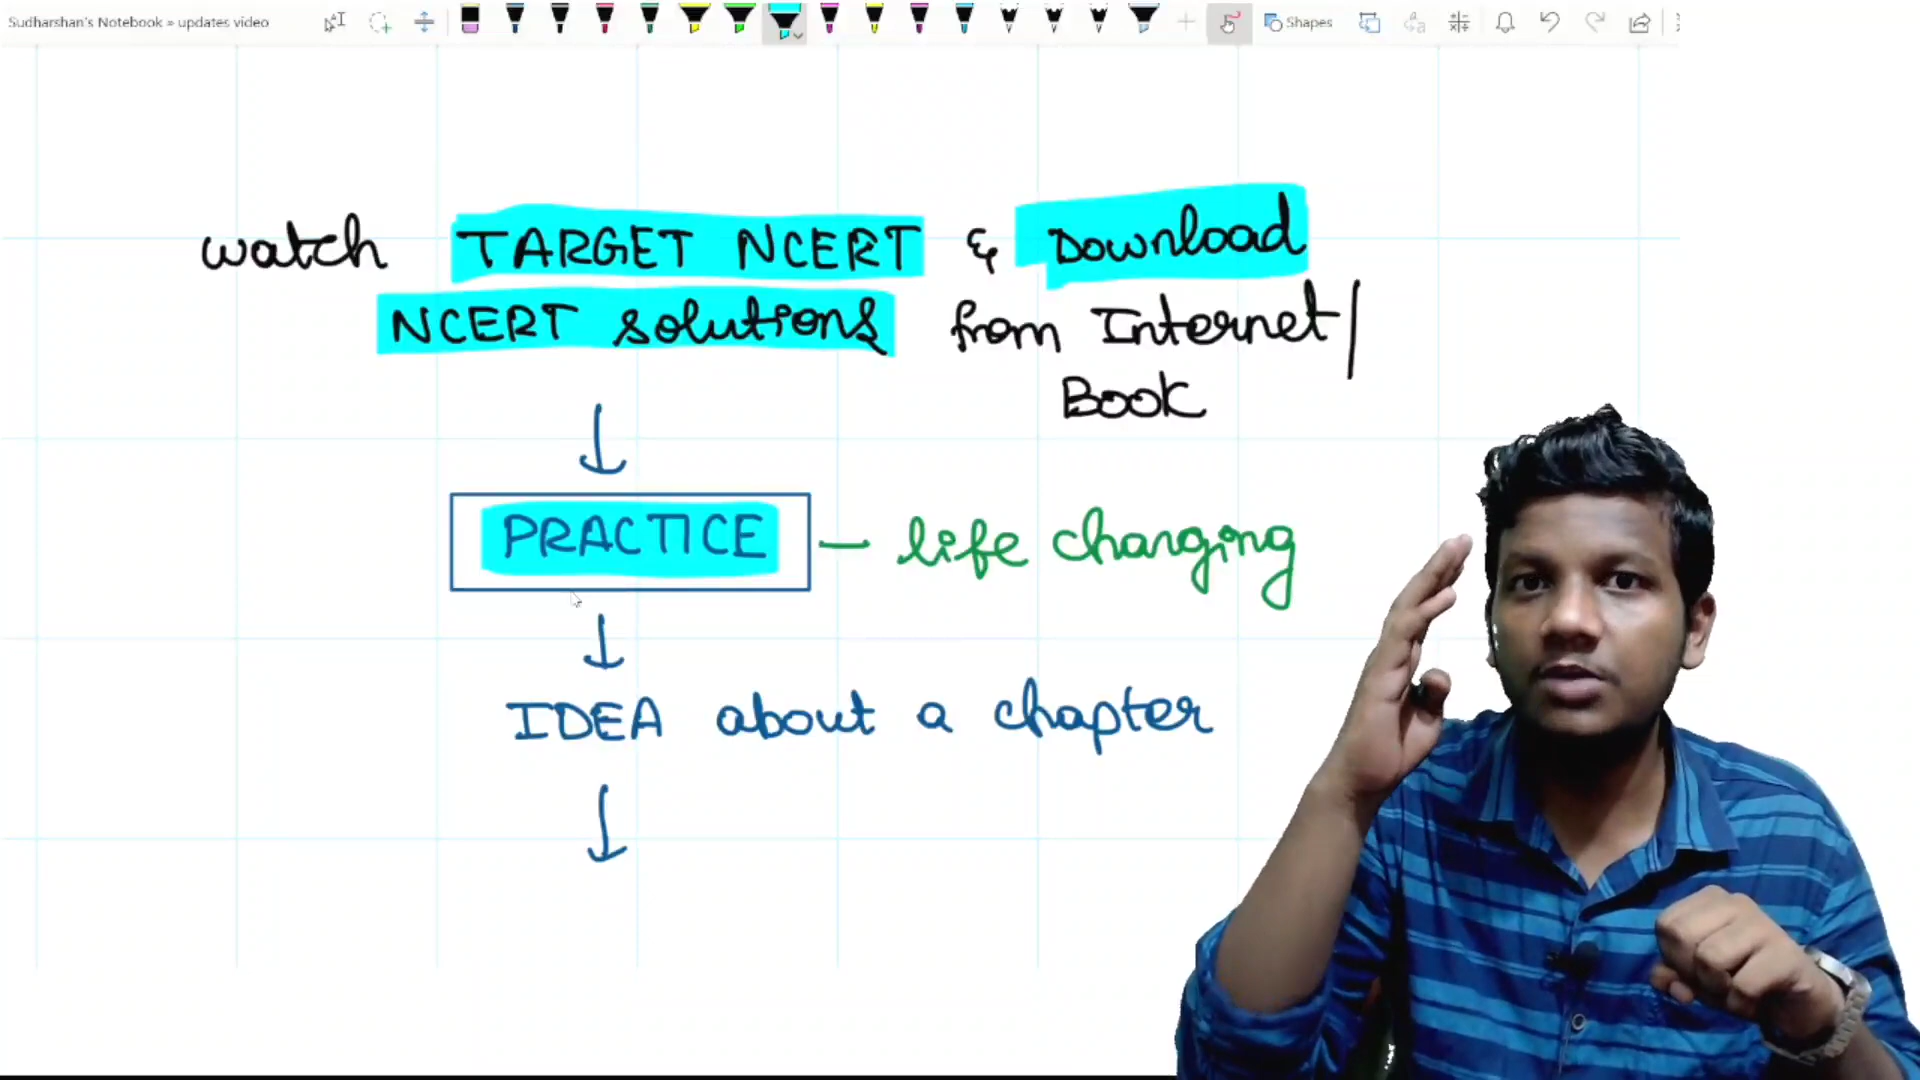 Sudharshan's Notebook » updates video
Shapes
watch TARGET NCERT & Download
NCERT solutions from Internet/
Book
PRACTICE — life changing
IDEA about a chapter